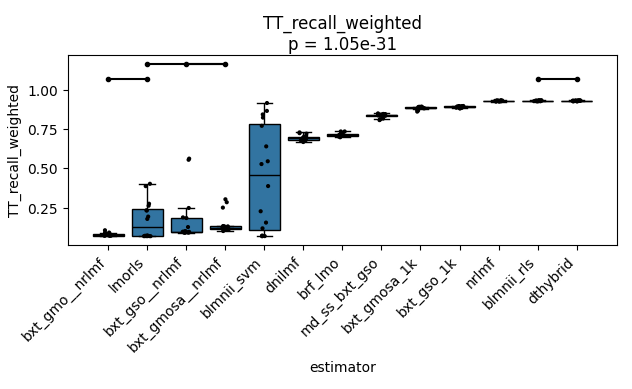 TT_recall_weighted
p = 1.05e-31
TT_recall_weighted
1.00
0.75
0.50
0.25
bxt_gmo__nrlmf
lmorls
bxt_gso__nrlmf
bxt_gmosa__nrlmf
blmnii_svm
dnilmf
brf_lmo
md_ss_bxt_gso
bxt_gmosa_1k
bxt_gso_1k
nrlmf
blmnii_rls
dthybrid
estimator